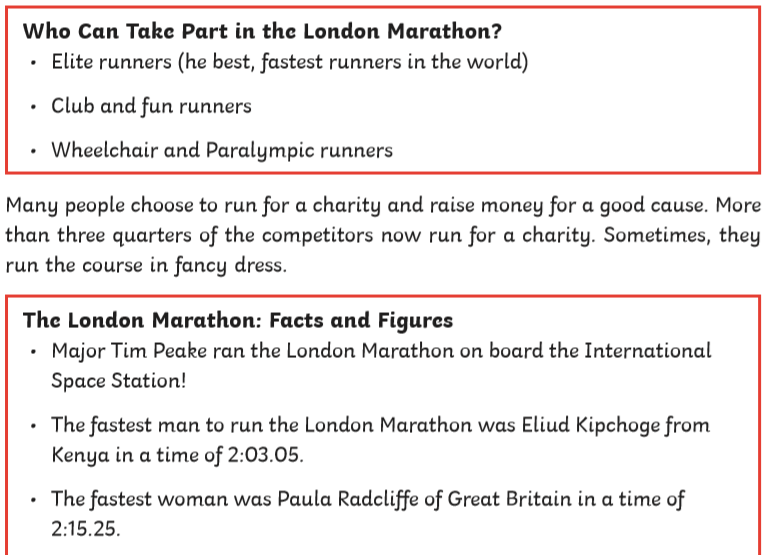 Who Can Take Part in the London Marathon?
• Elite runners (he best, fastest runners in the world)
• Club and fun runners
• Wheelchair and Paralympic runners
Many people choose to run for a charity and raise money for a good cause. More
than three quarters of the competitors now run for a charity. Sometimes, they
run the course in fancy dress.
The London Marathon: Facts and Figures
• Major Tim Peake ran the London Marathon on board the International
Space Station!
• The fastest man to run the London Marathon was Eliud Kipchoge from
Kenya in a time of 2:03.05.
• The fastest woman was Paula Radcliffe of Great Britain in a time of
2:15.25.